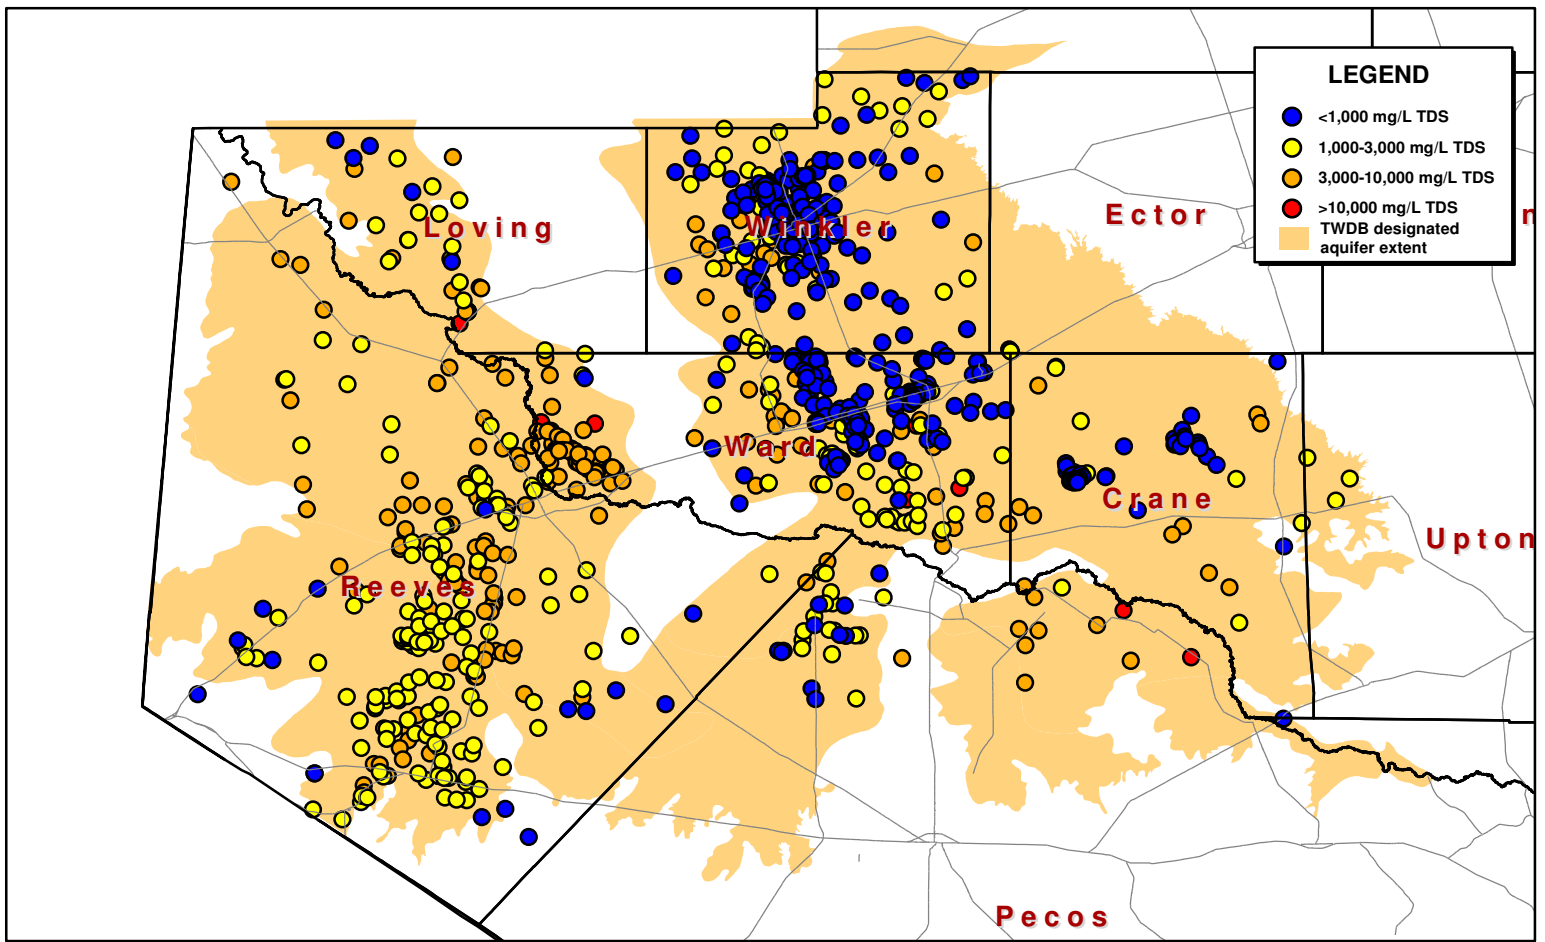 LEGEND
<1,000 mg/L TDS
1,000-3,000 mg/L TDS
3,000-10,000 mg/L TDS
>10,000 mg/L TDS
TWDB designated
aquifer extent
Loving
Winkler
Ector
n
Ward
Crane
Upton
Reeves
Pecos